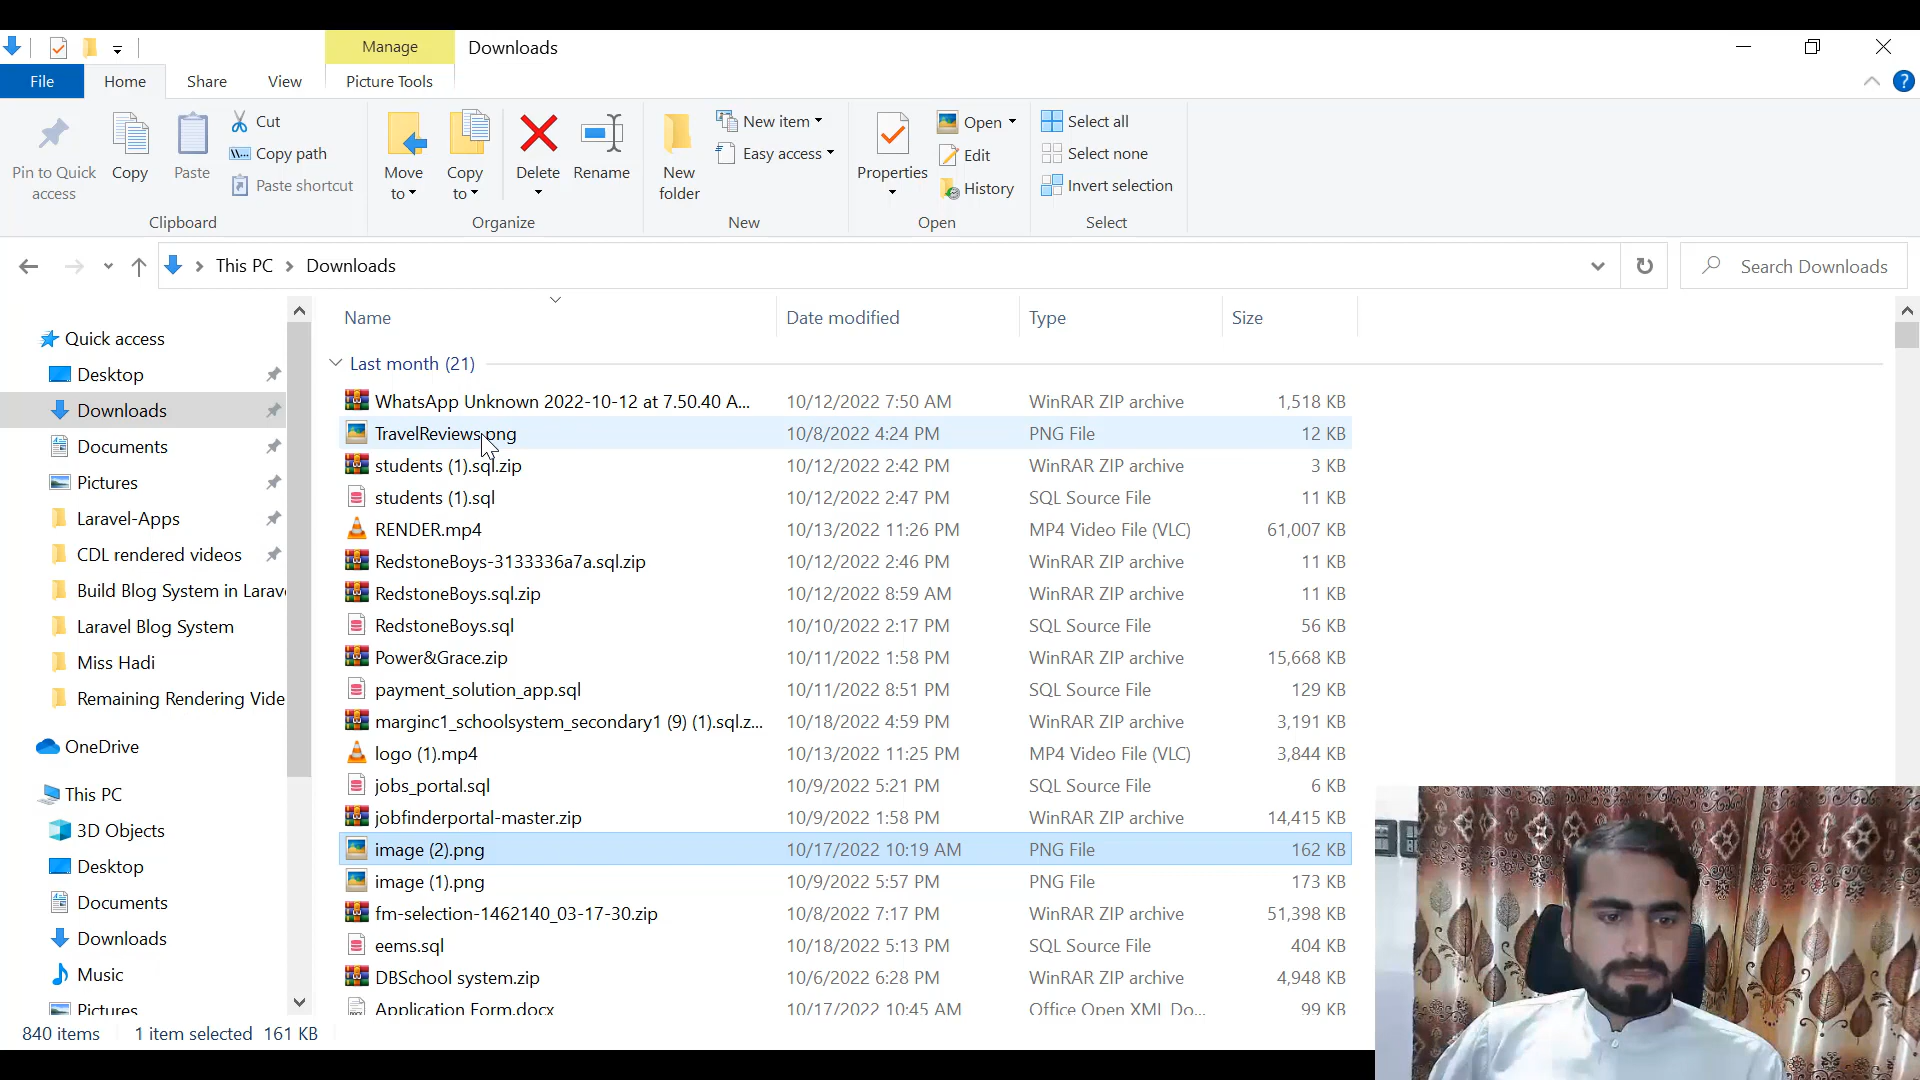 Manage
Downloads
File
Home
Share
View
Picture Tools
Pin to Quick access
Copy
Paste
Cut
Copy path
Paste shortcut
Clipboard
Move to
Copy to
Delete
Rename
Organize
New folder
New item
Easy access
New
Properties
Open
Edit
History
Open
Select all
Select none
Invert selection
Select
This PC
Downloads
Search Downloads
Quick access
Desktop
Downloads
Documents
Pictures
Laravel-Apps
CDL rendered videos
Build Blog System in Larav
Laravel Blog System
Miss Hadi
Remaining Rendering Vide
OneDrive
This PC
3D Objects
Desktop
Documents
Downloads
Music
Pictures
Name Date modified Type Size
Last month (21)
WhatsApp Unknown 2022-10-12 at 7.50.40 A... 10/12/2022 7:50 AM WinRAR ZIP archive 1,518 KB
TravelReviews.png 10/8/2022 4:24 PM PNG File 12 KB
students (1).sql.zip 10/12/2022 2:42 PM WinRAR ZIP archive 3 KB
students (1).sql 10/12/2022 2:47 PM SQL Source File 11 KB
RENDER.mp4 10/13/2022 11:26 PM MP4 Video File (VLC) 61,007 KB
RedstoneBoys-3133336a7a.sql.zip 10/12/2022 2:46 PM WinRAR ZIP archive 11 KB
RedstoneBoys.sql.zip 10/12/2022 8:59 AM WinRAR ZIP archive 11 KB
RedstoneBoys.sql 10/10/2022 2:17 PM SQL Source File 56 KB
Power&Grace.zip 10/11/2022 1:58 PM WinRAR ZIP archive 15,668 KB
payment_solution_app.sql 10/11/2022 8:51 PM SQL Source File 129 KB
marginc1_schoolsystem_secondary1 (9) (1).sql.z... 10/18/2022 4:59 PM WinRAR ZIP archive 3,191 KB
logo (1).mp4 10/13/2022 11:25 PM MP4 Video File (VLC) 3,844 KB
jobs_portal.sql 10/9/2022 5:21 PM SQL Source File 6 KB
jobfinderportal-master.zip 10/9/2022 1:58 PM WinRAR ZIP archive 14,415 KB
image (2).png 10/17/2022 10:19 AM PNG File 162 KB
image (1).png 10/9/2022 5:57 PM PNG File 173 KB
fm-selection-1462140_03-17-30.zip 10/8/2022 7:17 PM WinRAR ZIP archive 51,398 KB
eems.sql 10/18/2022 5:13 PM SQL Source File 404 KB
DBSchool system.zip 10/6/2022 6:28 PM WinRAR ZIP archive 4,948 KB
Application Form.docx 10/17/2022 10:45 AM Office Open XML Do... 99 KB
840 items 1 item selected 161 KB